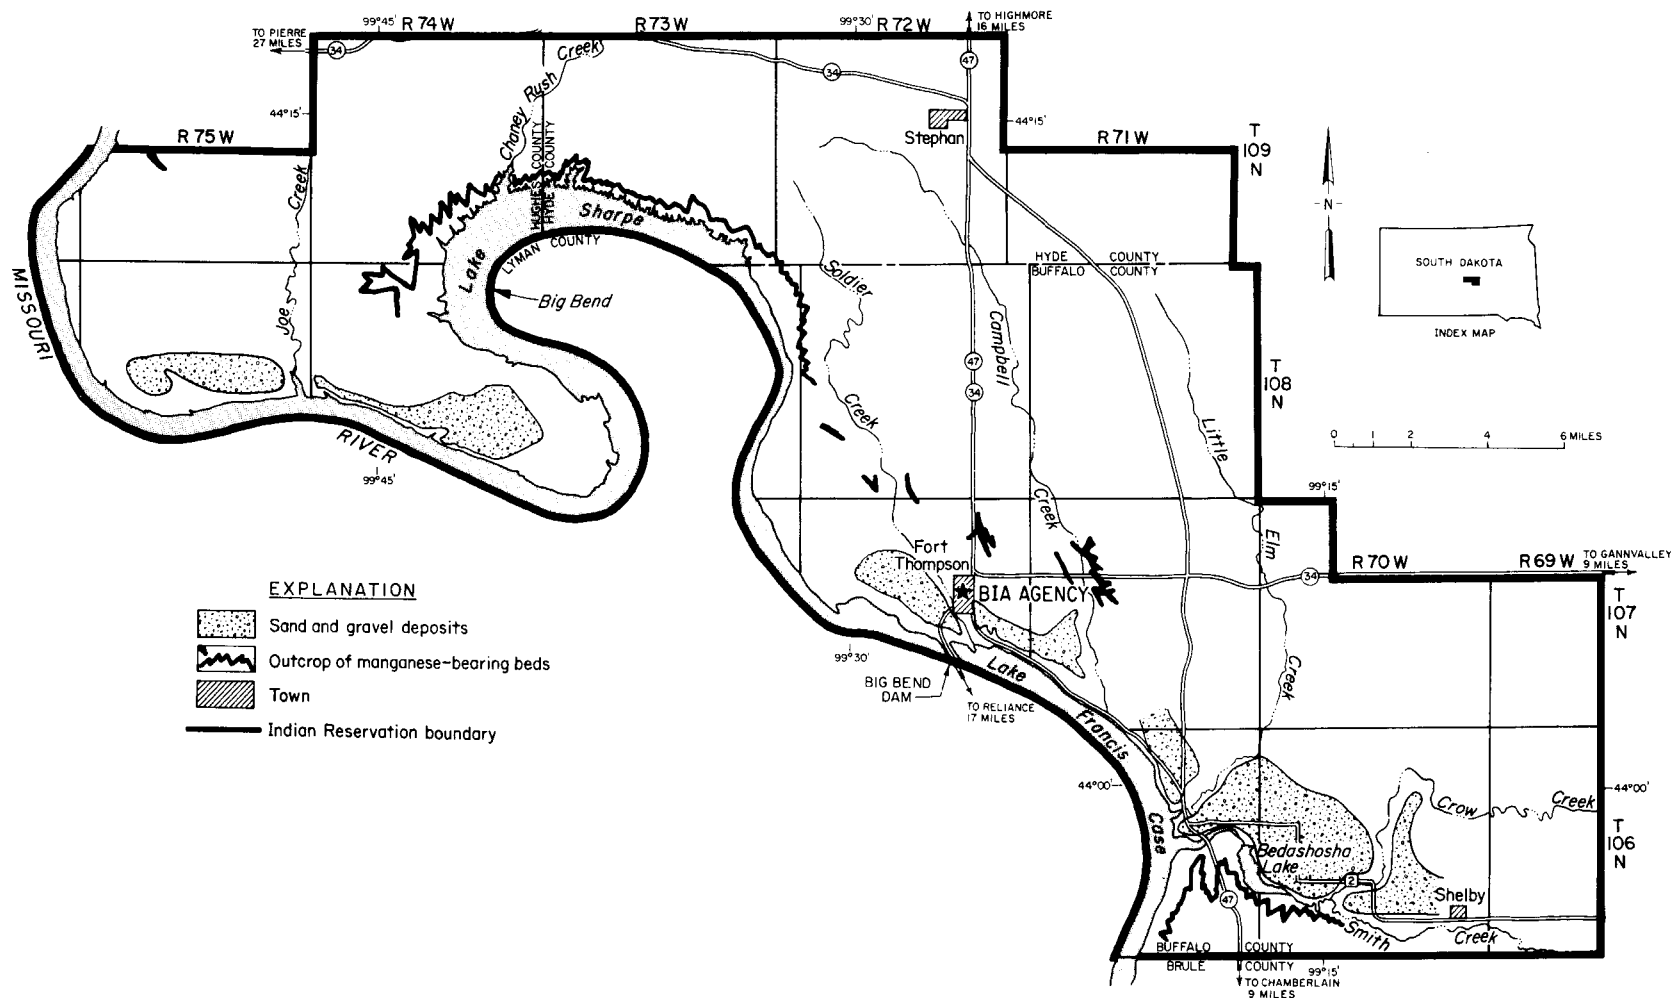 99°45'
R 74 W
R 73 W
99°30'
R 72 W
TO HIGHMORE
16 MILES
TO PIERRE
27 MILES
34
34
47
44°15'
44°15'
Stephan
R 75 W
R 71 W
T
109
N
Chaney Rush Creek
HUGHES COUNTY
HYDE COUNTY
LYMAN COUNTY
Lake Sharpe
Big Bend
Joe Creek
MISSOURI
RIVER
99°45'
Soldier
Creek
Campbell
Creek
HYDE COUNTY
BUFFALO COUNTY
47
34
Little
Elm
Creek
T
108
N
N
SOUTH DAKOTA
INDEX MAP
0 1 2 4 6 MILES
99°15'
R 70 W
R 69 W
TO GANNVALLEY
9 MILES
34
T
107
N
Fort
Thompson
BIA AGENCY
99°30'
BIG BEND
DAM
TO RELIANCE
17 MILES
Lake Francis Case
44°00'
44°00'
Crow Creek
T
106
N
Bedashosha
Lake
2
Shelby
47
Smith Creek
BUFFALO COUNTY
BRULE COUNTY
99°15'
TO CHAMBERLAIN
9 MILES
EXPLANATION
Sand and gravel deposits
Outcrop of manganese-bearing beds
Town
Indian Reservation boundary